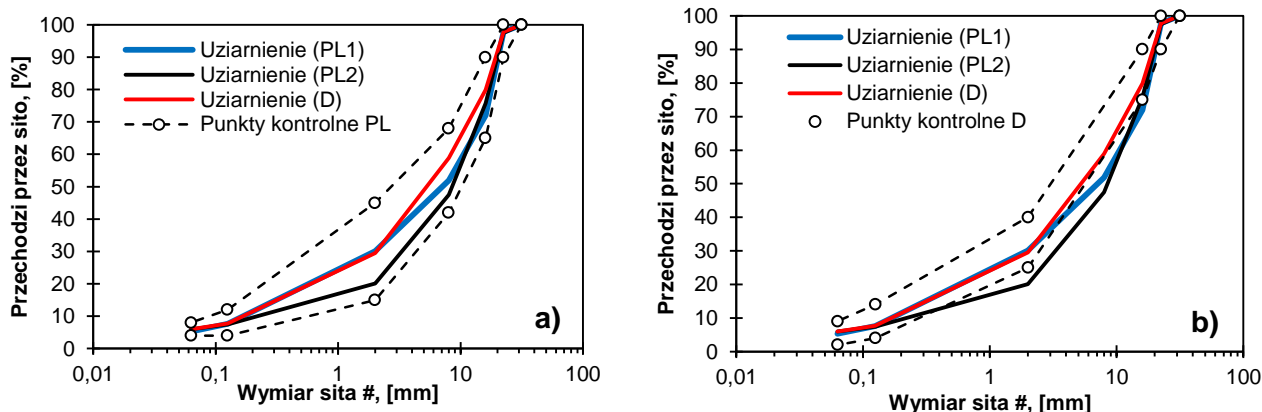 100
90
80
70
60
50
40
30
20
10
0
Przechodzi przez sito, [%]
Uziarnienie (PL1)
Uziarnienie (PL2)
Uziarnienie (D)
Punkty kontrolne PL
a)
0,01
0,1
1
10
100
Wymiar sita #, [mm]
100
90
80
70
60
50
40
30
20
10
0
Przechodzi przez sito, [%]
Uziarnienie (PL1)
Uziarnienie (PL2)
Uziarnienie (D)
Punkty kontrolne D
b)
0,01
0,1
1
10
100
Wymiar sita #, [mm]